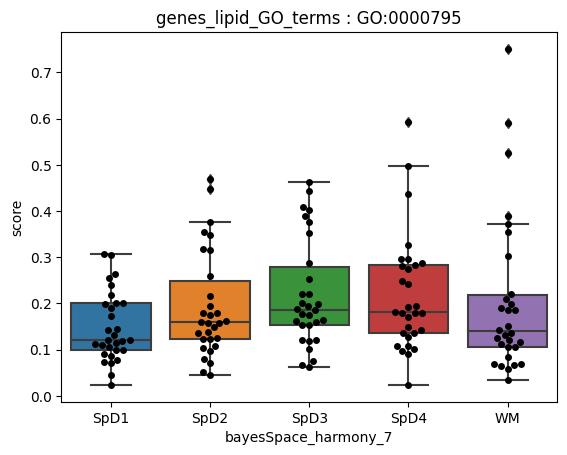 genes_lipid_GO_terms : GO:0000795
score
0.7
0.6
0.5
0.4
0.3
0.2
0.1
0.0
SpD1 SpD2 SpD3 SpD4 WM
bayesSpace_harmony_7